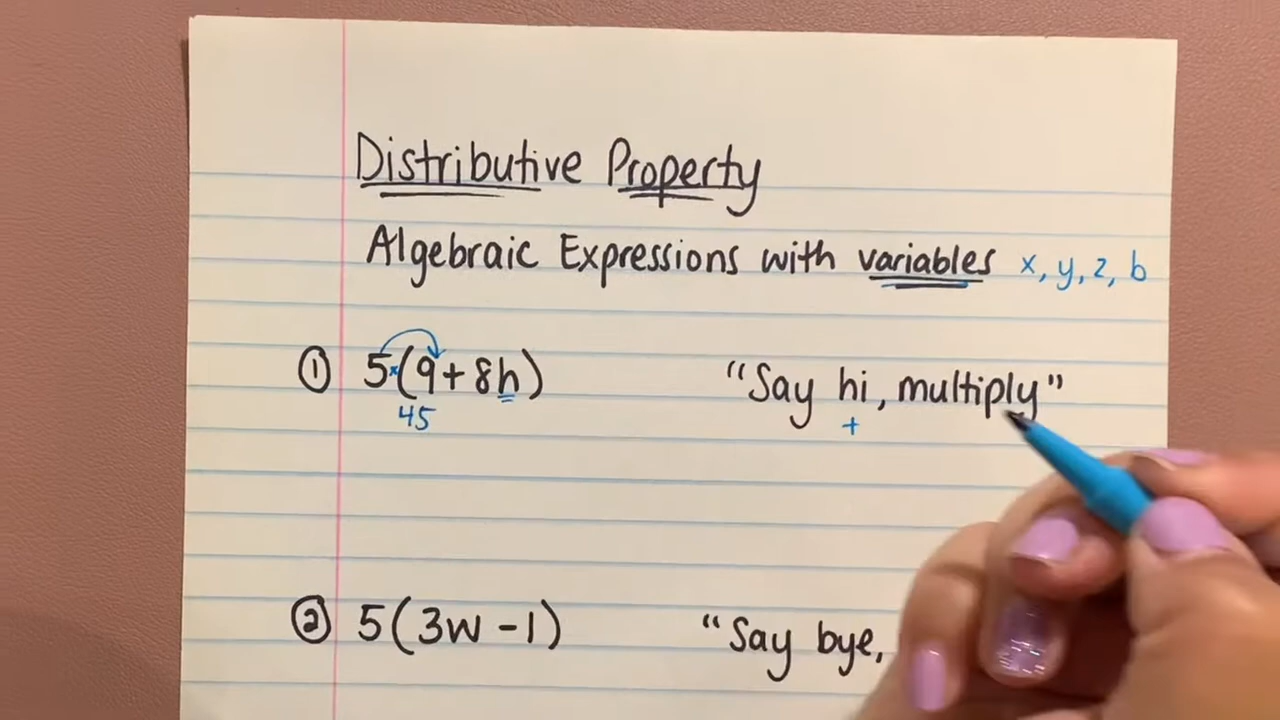 Distributive Property
Algebraic Expressions with variables x, y, z, b
① 5×(9+8h) "Say hi, multiply"
45 +
② 5(3w-1) "Say bye,